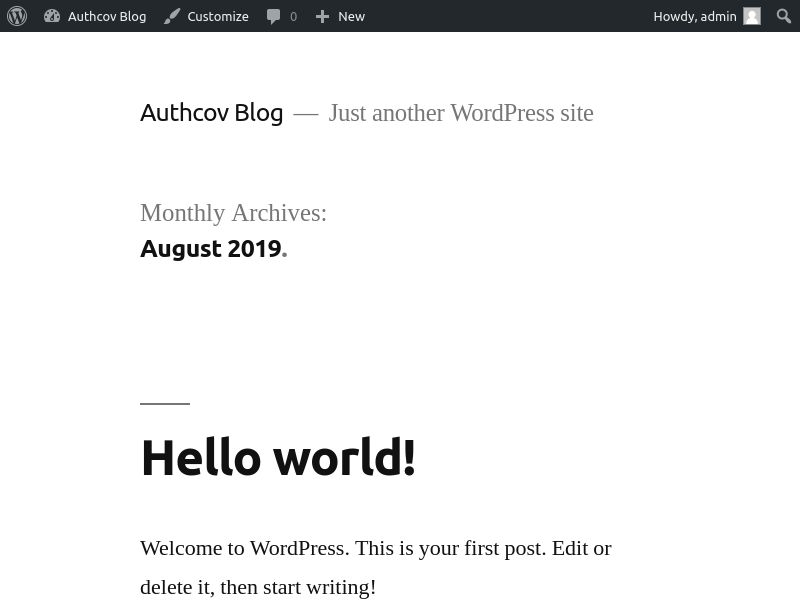 Authcov Blog Customize 0 New Howdy, admin
Authcov Blog — Just another WordPress site
Monthly Archives:
August 2019.
Hello world!
Welcome to WordPress. This is your first post. Edit or
delete it, then start writing!